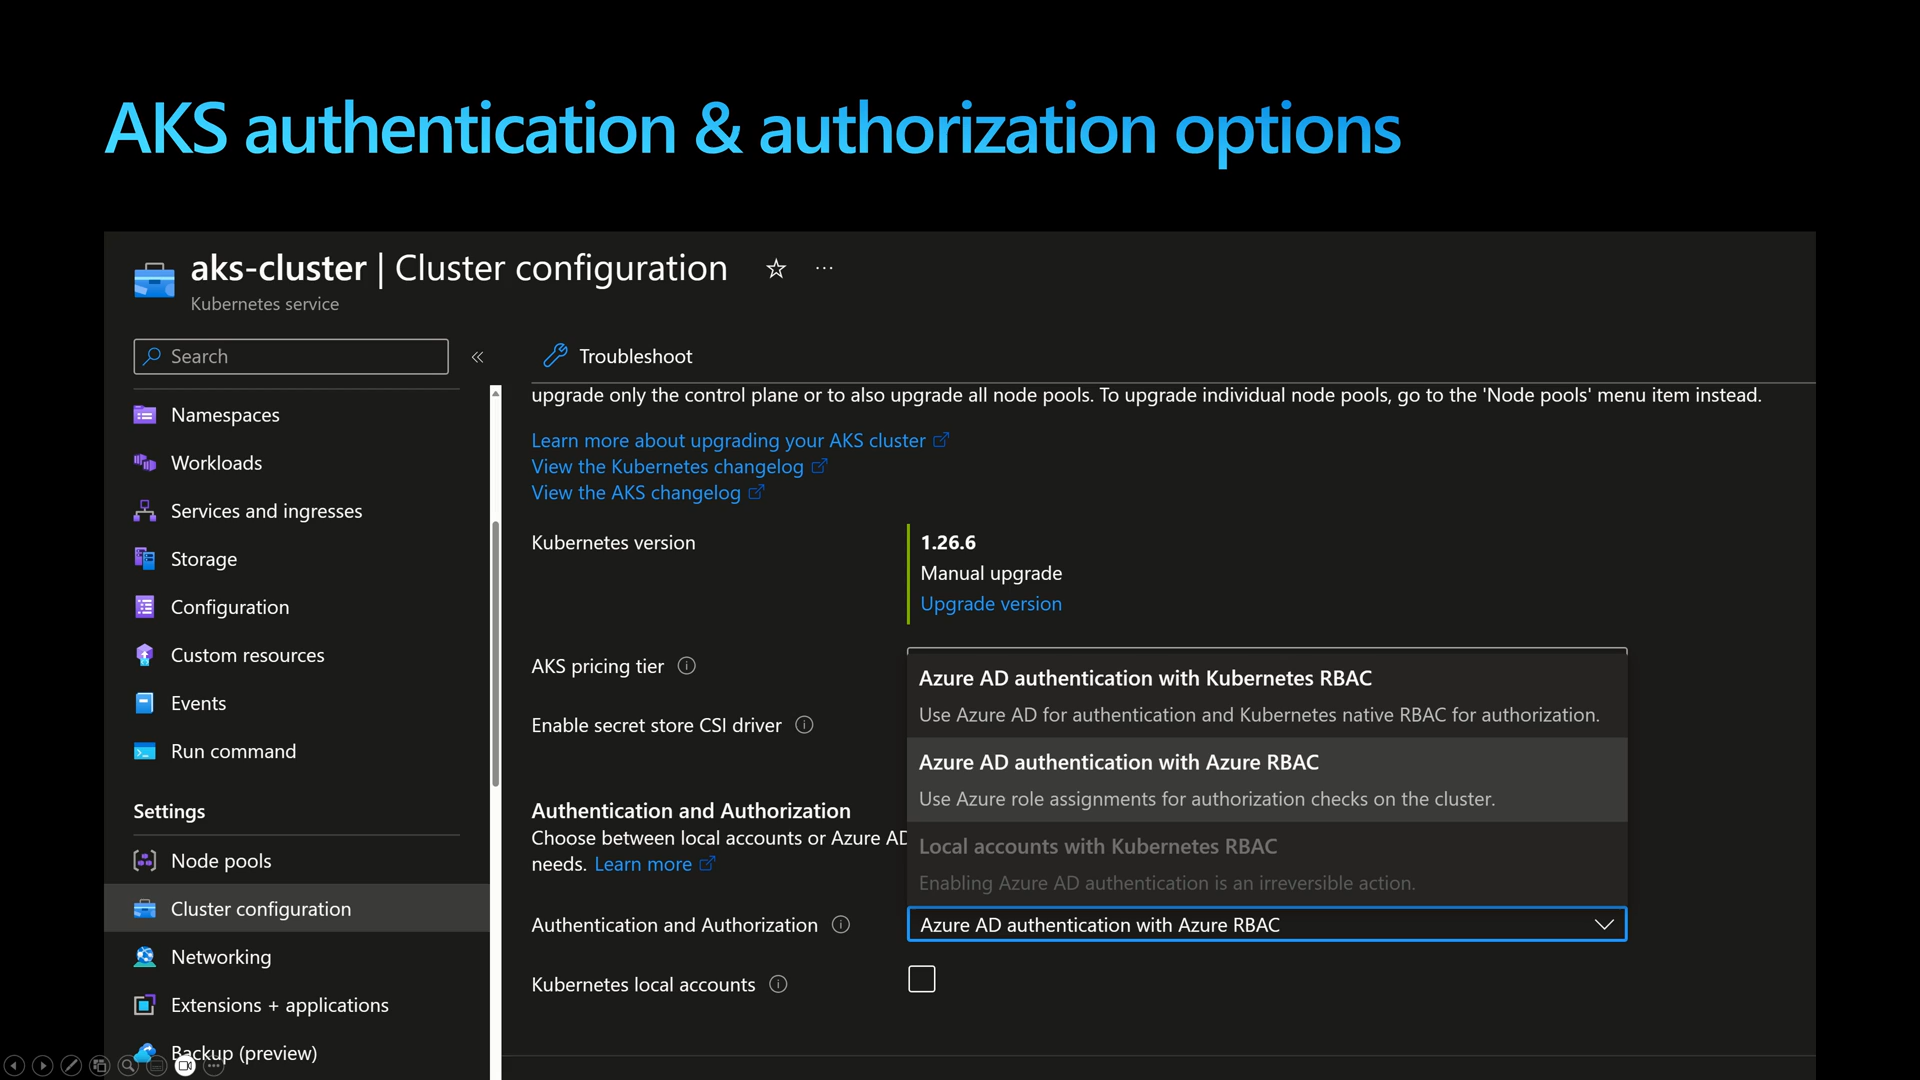 AKS authentication & authorization options
aks-cluster | Cluster configuration
Kubernetes service
Search
Troubleshoot
Namespaces
Workloads
Services and ingresses
Storage
Configuration
Custom resources
Events
Run command
Settings
Node pools
Cluster configuration
Networking
Extensions + applications
Backup (preview)
upgrade only the control plane or to also upgrade all node pools. To upgrade individual node pools, go to the 'Node pools' menu item instead.
Learn more about upgrading your AKS cluster
View the Kubernetes changelog
View the AKS changelog
Kubernetes version
1.26.6
Manual upgrade
Upgrade version
AKS pricing tier
Enable secret store CSI driver
Azure AD authentication with Kubernetes RBAC
Use Azure AD for authentication and Kubernetes native RBAC for authorization.
Azure AD authentication with Azure RBAC
Use Azure role assignments for authorization checks on the cluster.
Local accounts with Kubernetes RBAC
Enabling Azure AD authentication is an irreversible action.
Authentication and Authorization
Choose between local accounts or Azure AD
needs. Learn more
Authentication and Authorization
Azure AD authentication with Azure RBAC
Kubernetes local accounts